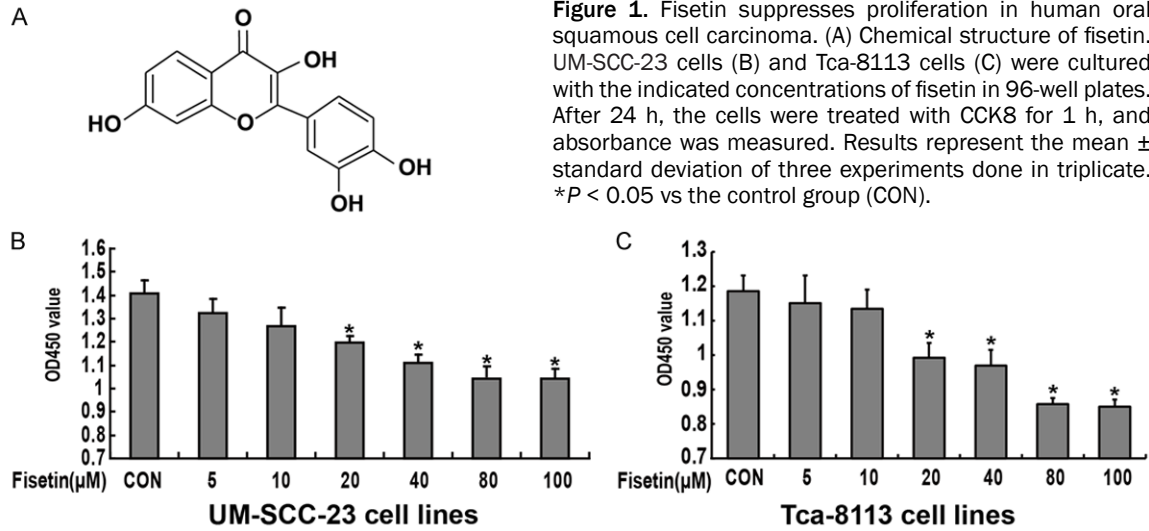 A
O
OH
HO
O
OH
OH
Figure 1. Fisetin suppresses proliferation in human oral
squamous cell carcinoma. (A) Chemical structure of fisetin.
UM-SCC-23 cells (B) and Tca-8113 cells (C) were cultured
with the indicated concentrations of fisetin in 96-well plates.
After 24 h, the cells were treated with CCK8 for 1 h, and
absorbance was measured. Results represent the mean ±
standard deviation of three experiments done in triplicate.
*P < 0.05 vs the control group (CON).
B
OD450 value
1.6
1.5
1.4
1.3
1.2
1.1
1
0.9
0.8
0.7
* * * *
Fisetin(µM) CON 5 10 20 40 80 100
UM-SCC-23 cell lines
C
OD450 value
1.3
1.2
1.1
1
0.9
0.8
0.7
* * * *
Fisetin(µM) CON 5 10 20 40 80 100
Tca-8113 cell lines